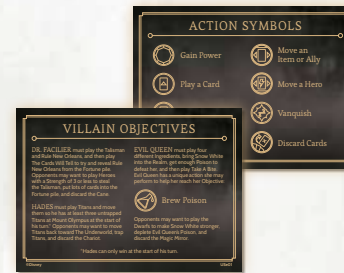 ACTION SYMBOLS
Gain Power
Move an
Item or Ally
Play a Card
Move a Hero
Vanquish
Discard Cards
VILLAIN OBJECTIVES
DR. FACILIER must play the Talisman
and Rule New Orleans, and then play
The Cards Will Tell to try and reveal Rule
New Orleans from the Fortune pile.
Opponents may want to play Heroes
with a Strength of 3 or less to steal
the Talisman, put lots of cards into the
Fortune pile, and discard the Cane.
HADES must play Titans and move
them so he has at least three untapped
Titans at Mount Olympus at the start of
his turn.* Opponents may want to move
Titans back toward The Underworld, trap
Titans, and discard the Chariot.
EVIL QUEEN must play four
different ingredients, bring Snow White
into the Realm, get enough Poison to
defeat her, and then play Take A Bite.
Evil Queen has a unique action she may
perform to help her reach her Objective:
Brew Poison
Opponents may want to play the
Dwarfs to make Snow White stronger,
deplete Evil Queen's Poison, and
discard the Magic Mirror.
*Hades can only win at the start of his turn.
©Disney